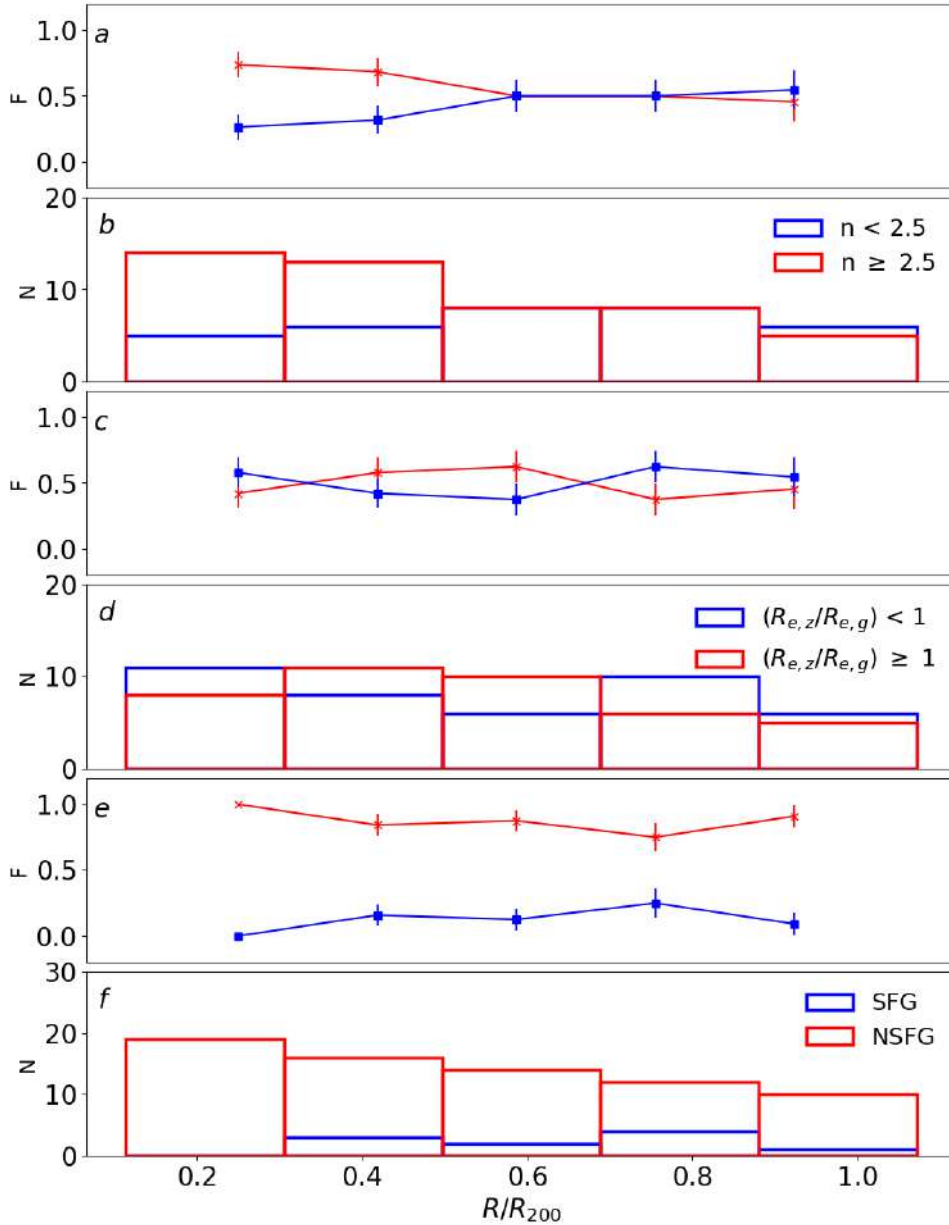 a
1.0
0.5
0.0
F
b
20
10
0
N
n < 2.5
n ≥ 2.5
c
1.0
0.5
0.0
F
d
20
10
0
N
(R_{e,z}/R_{e,g}) < 1
(R_{e,z}/R_{e,g}) ≥ 1
e
1.0
0.5
0.0
F
f
30
20
10
0
N
SFG
NSFG
0.2 0.4 0.6 0.8 1.0
R/R_{200}